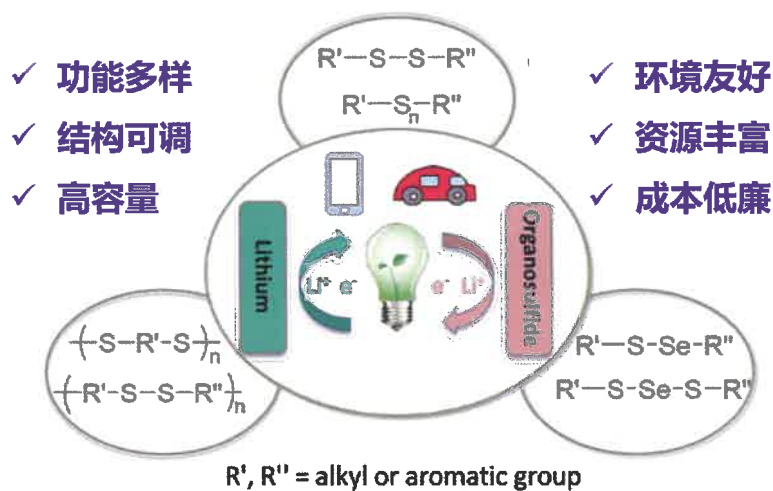 ✓ 功能多样
✓ 结构可调
✓ 高容量
R'—S—S—R"
R'—Sn—R"
✓ 环境友好
✓ 资源丰富
✓ 成本低廉
Lithium
Li⁺ e⁻
e⁻ Li⁺
Organosulfide
(S-R'-S)n
(R'-S-S-R")n
R'—S-Se-R"
R'—S-Se-S-R"
R', R" = alkyl or aromatic group